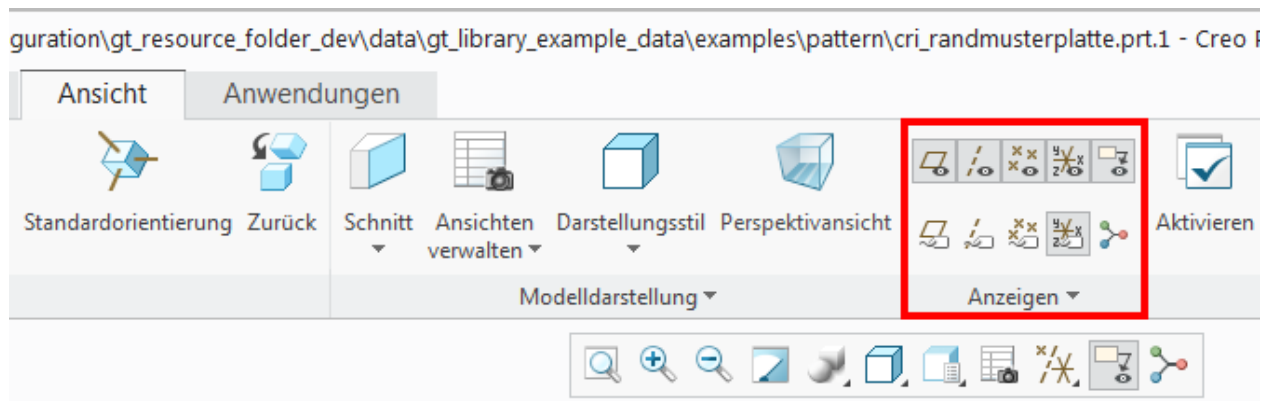 guration\gt_resource_folder_dev\data\gt_library_example_data\examples\pattern\cri_randmusterplatte.prt.1 - Creo
Ansicht Anwendungen
Standardorientierung Zurück Schnitt Ansichten verwalten Darstellungsstil Perspektivansicht Aktivieren
Modelldarstellung Anzeigen